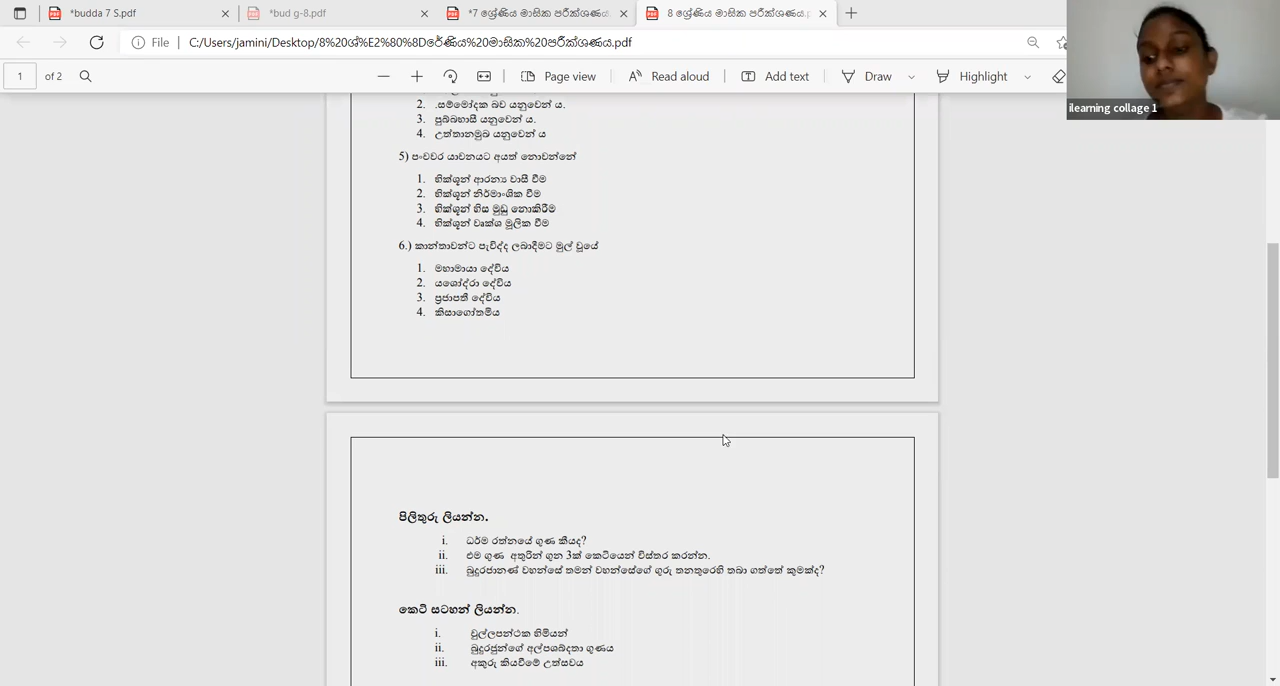 *budda 7 S.pdf
*bud g-8.pdf
*7 ශ්‍රේණිය මාසික පරීක්ශණය
8 ශ්‍රේණිය මාසික පරීක්ශණය.
File C:/Users/jamini/Desktop/8%20ශ්%E2%80%8Dරේණිය%20මාසික%20පරීක්ශණය.pdf
1 of 2 Page view Read aloud Add text Draw Highlight
ilearning collage 1
2. .සම්මෝදක බව යනුවෙන් ය.
3. පුබ්බභාසී යනුවෙන් ය.
4. උත්තානමුඛ යනුවෙන් ය
5) පංචවර යාචනයට අයත් නොවන්නේ
1. භික්ශූන් ආරන්‍ය වාසී වීම
2. භික්ශූන් නිර්මාංශික වීම
3. භික්ශූන් හිස මුඩු නොකිරීම
4. භික්ශූන් වෘක්ශ මූලික වීම
6.) කාන්තාවන්ට පැවිද්ද ලබාදීමට මුල් වූයේ
1. මහාමායා දේවිය
2. යශෝද්රා දේවිය
3. ප්‍රජාපතී දේවිය
4. කිසාගෝතමිය
පිලිතුරු ලියන්න.
i. ධර්ම රත්නයේ ගුණ කීයද?
ii. එම ගුණ අතුරින් ගුන 3ක් කෙටියෙන් විස්තර කරන්න.
iii. බුදුරජානණ් වහන්සේ තමන් වහන්සේගේ ගුරු තනතුරෙහි තබා ගත්තේ කුමක්ද?
කෙටි සටහන් ලියන්න.
i. චුල්ලපන්ථක හිමියන්
ii. බුදුරජුන්ගේ අල්පශබ්දතා ගුණය
iii. අකුරු කියවීමේ උත්සවය